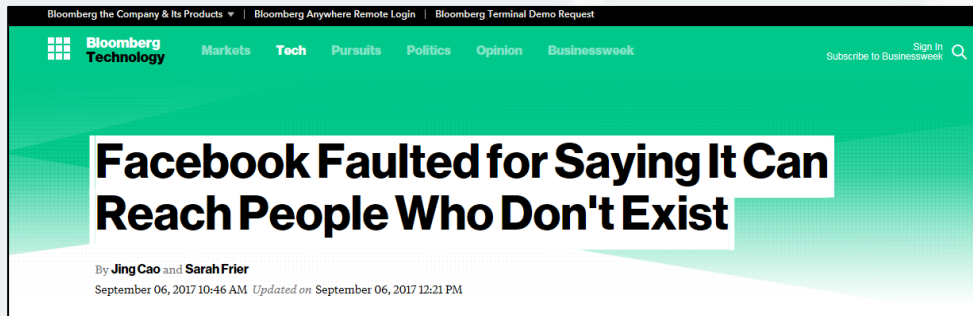 Bloomberg the Company & Its Products ▼ | Bloomberg Anywhere Remote Login | Bloomberg Terminal Demo Request
Bloomberg
Technology
Markets Tech Pursuits Politics Opinion Businessweek
Sign In
Subscribe to Businessweek
Facebook Faulted for Saying It Can
Reach People Who Don't Exist
By Jing Cao and Sarah Frier
September 06, 2017 10:46 AM Updated on September 06, 2017 12:21 PM